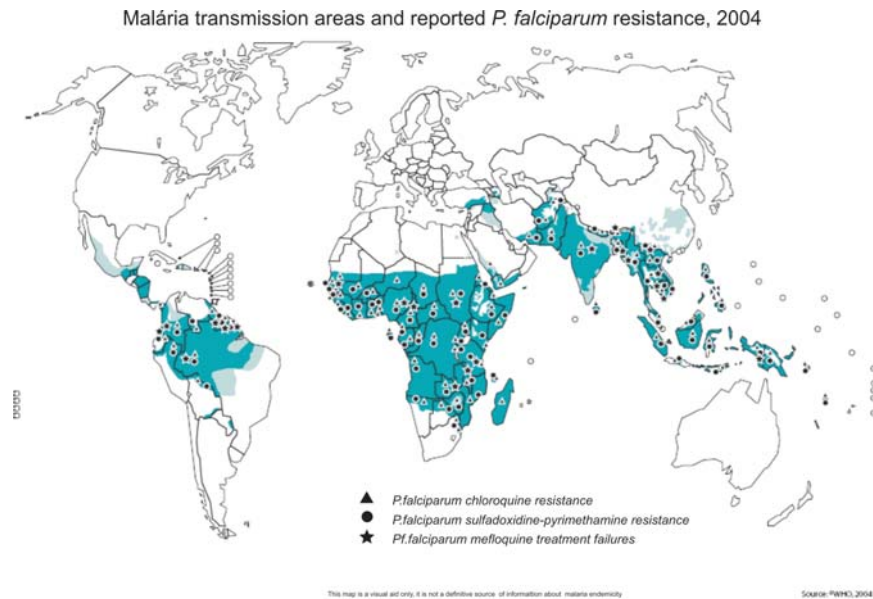 Malária transmission areas and reported P. falciparum resistance, 2004
P.falciparum chloroquine resistance
P.falciparum sulfadoxidine-pyrimethamine resistance
Pf.falciparum mefloquine treatment failures
This map is a visual aid only, it is not a definitive source of informattion about malaria endemicity
Source: ©WHO, 2004